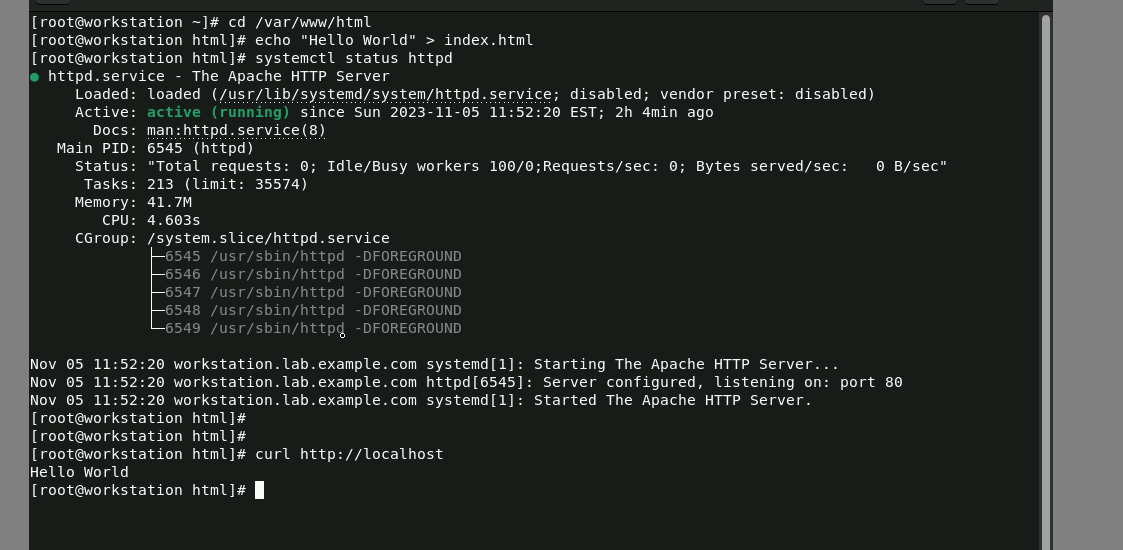 [root@workstation ~]# cd /var/www/html
[root@workstation html]# echo "Hello World" > index.html
[root@workstation html]# systemctl status httpd
● httpd.service - The Apache HTTP Server
     Loaded: loaded (/usr/lib/systemd/system/httpd.service; disabled; vendor preset: disabled)
     Active: active (running) since Sun 2023-11-05 11:52:20 EST; 2h 4min ago
       Docs: man:httpd.service(8)
   Main PID: 6545 (httpd)
     Status: "Total requests: 0; Idle/Busy workers 100/0;Requests/sec: 0; Bytes served/sec:   0 B/sec"
      Tasks: 213 (limit: 35574)
     Memory: 41.7M
        CPU: 4.603s
     CGroup: /system.slice/httpd.service
             ├─6545 /usr/sbin/httpd -DFOREGROUND
             ├─6546 /usr/sbin/httpd -DFOREGROUND
             ├─6547 /usr/sbin/httpd -DFOREGROUND
             ├─6548 /usr/sbin/httpd -DFOREGROUND
             └─6549 /usr/sbin/httpd -DFOREGROUND

Nov 05 11:52:20 workstation.lab.example.com systemd[1]: Starting The Apache HTTP Server...
Nov 05 11:52:20 workstation.lab.example.com httpd[6545]: Server configured, listening on: port 80
Nov 05 11:52:20 workstation.lab.example.com systemd[1]: Started The Apache HTTP Server.
[root@workstation html]#
[root@workstation html]#
[root@workstation html]# curl http://localhost
Hello World
[root@workstation html]#